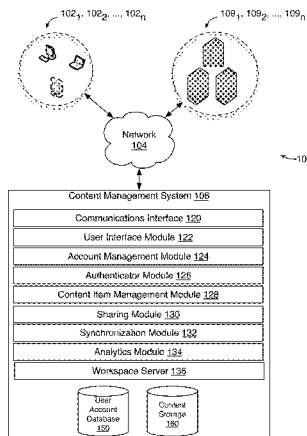 102₁, 102₂, ..., 102ₙ
109₁, 109₂, ..., 109ₙ
Network
104
10
Content Management System 106
Communications Interface 120
User Interface Module 122
Account Management Module 124
Authenticator Module 126
Content Item Management Module 128
Sharing Module 130
Synchronization Module 132
Analytics Module 134
Workspace Server 136
User
Account
Database
150
Content
Storage
160